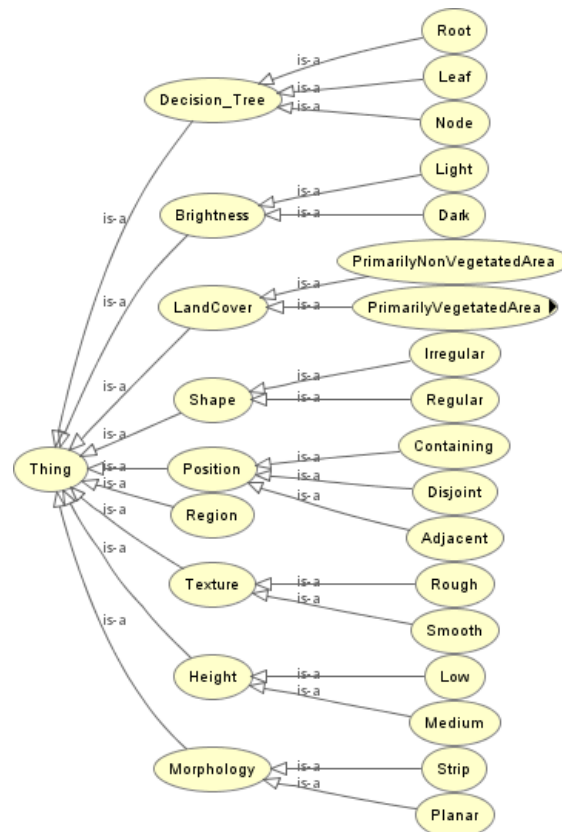 Root
is-a
Leaf
is-a
Decision_Tree
is-a
Node
Light
is-a
is-a
Brightness
is-a
Dark
PrimarilyNonVegetatedArea
is-a
is-a
LandCover
is-a
PrimarilyVegetatedArea
Irregular
is-a
is-a
Shape
is-a
Regular
is-a
Containing
is-a
Thing
is-a
Position
is-a
Disjoint
is-a
is-a
Region
is-a
Adjacent
is-a
Texture
is-a
Rough
is-a
is-a
Smooth
Height
is-a
Low
is-a
Medium
Morphology
is-a
Strip
is-a
Planar